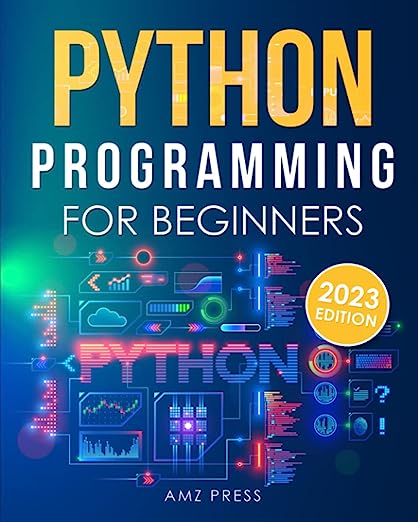 PYTHON
PROGRAMMING
FOR BEGINNERS
2023
EDITION
PYTHON
?
!
AMZ PRESS